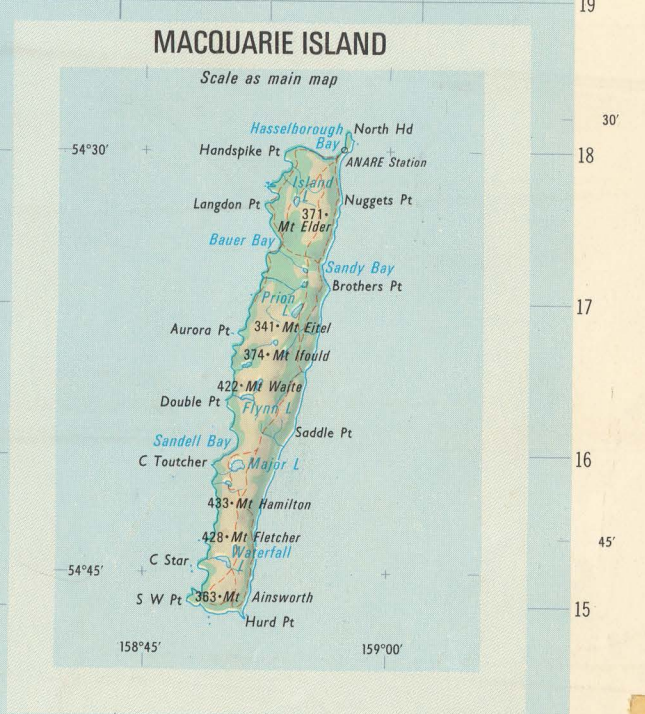 19
MACQUARIE ISLAND
Scale as main map
30'
Hasselborough Bay
North Hd
54°30'
Handspike Pt
ANARE Station
18
Island L
Langdon Pt
Nuggets Pt
371
Mt Elder
Bauer Bay
Sandy Bay
Brothers Pt
Prion L
17
Aurora Pt
341 Mt Eitel
374 Mt Ifould
422 Mt Waite
Double Pt
Flynn L
Saddle Pt
Sandell Bay
C Toutcher
Major L
16
433 Mt Hamilton
428 Mt Fletcher
45'
C Star
Waterfall L
54°45'
S W Pt
363 Mt Ainsworth
15
Hurd Pt
158°45'
159°00'